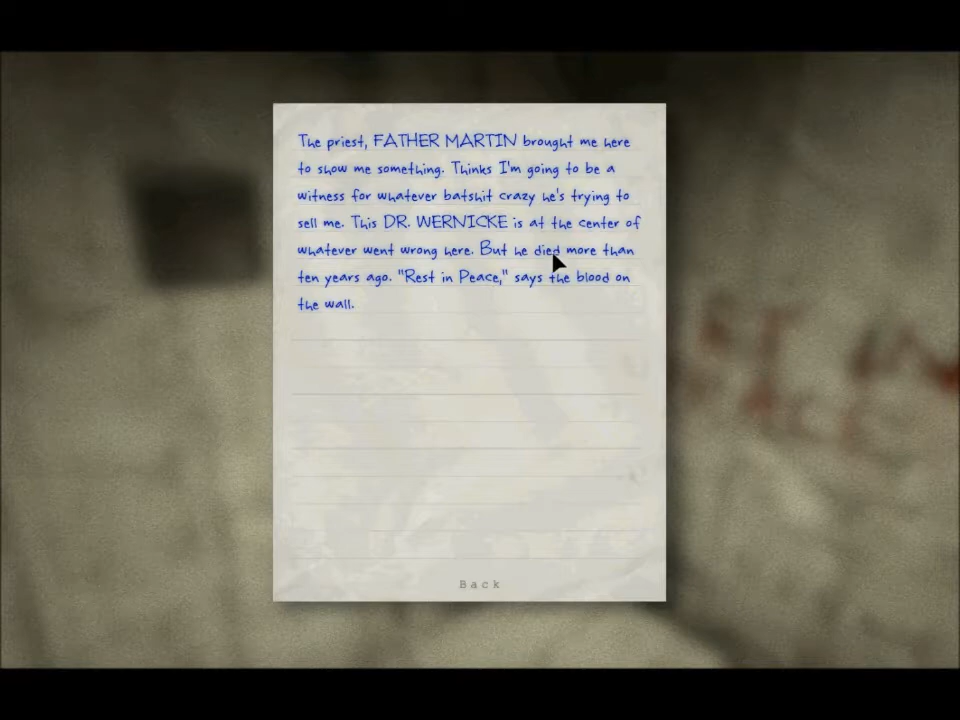 The priest, FATHER MARTIN brought me here
to show me something. Thinks I'm going to be a
witness for whatever batshit crazy he's trying to
sell me. This DR. WERNICKE is at the center of
whatever went wrong here. But he died more than
ten years ago. "Rest in Peace," says the blood on
the wall.
Back